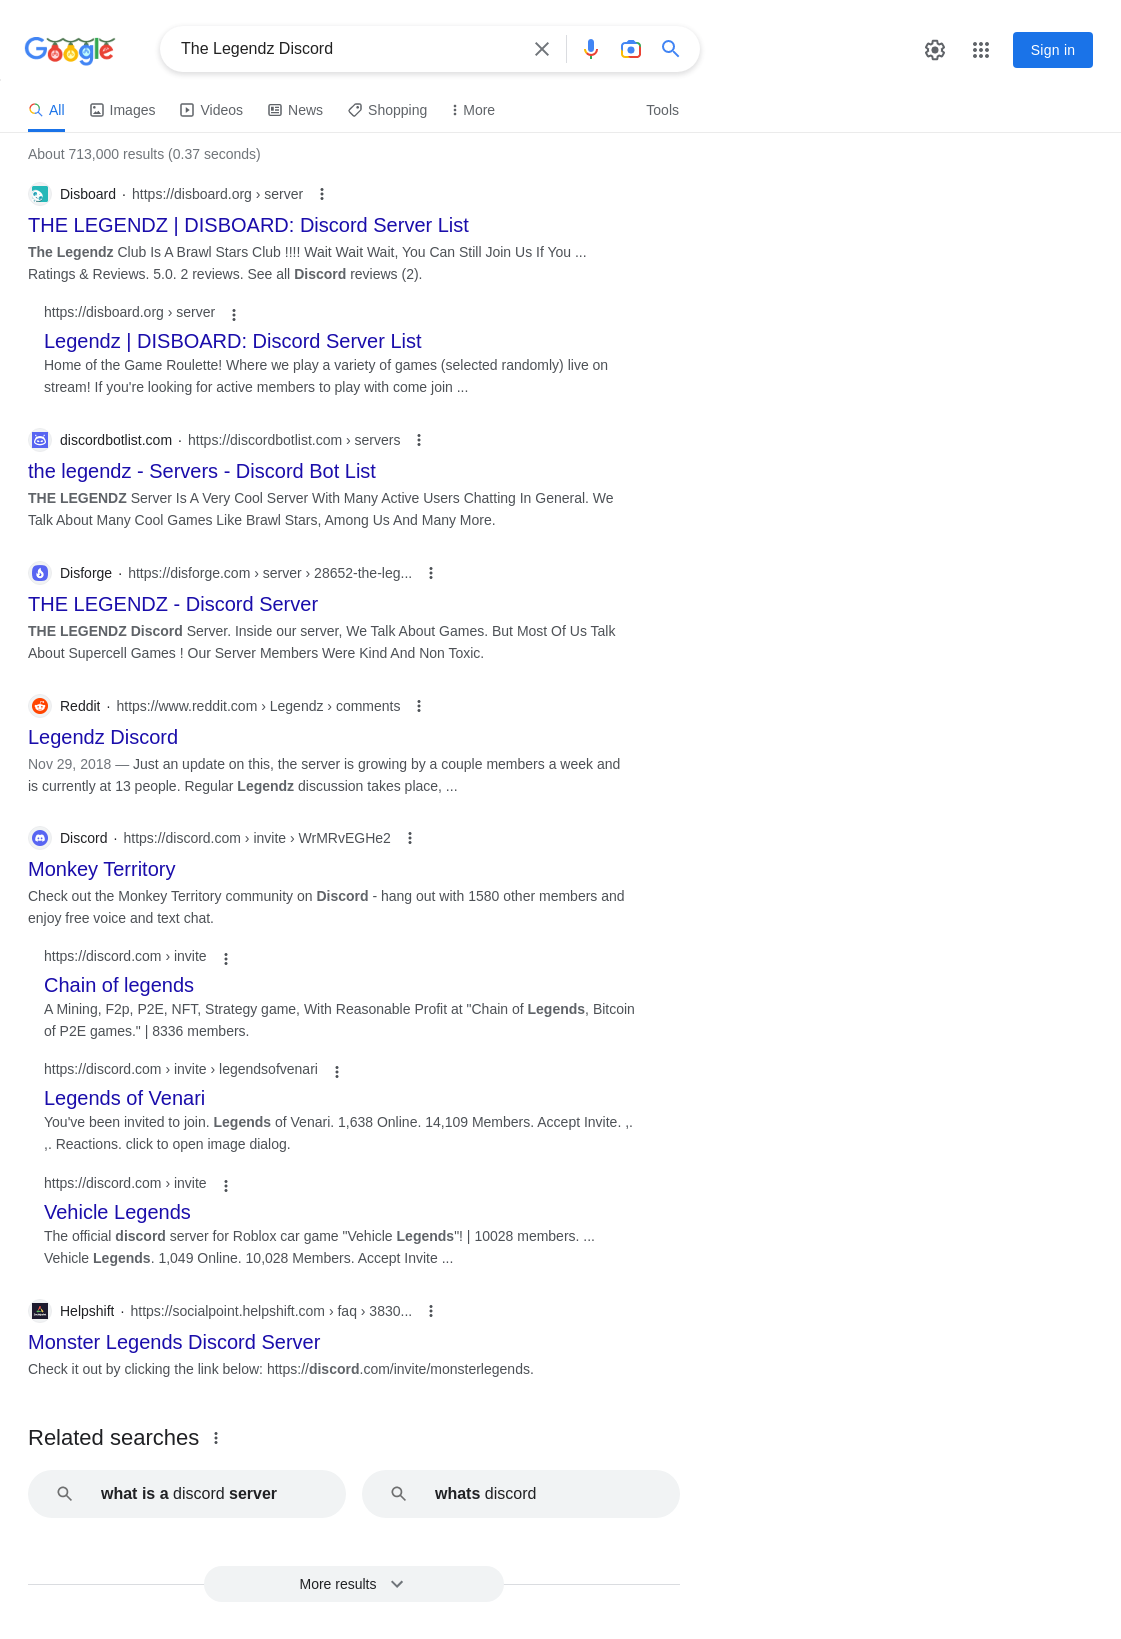 Google
The Legendz Discord
Sign in
All
Images
Videos
News
Shopping
More
Tools
About 713,000 results (0.37 seconds)
Disboard · https://disboard.org › server
THE LEGENDZ | DISBOARD: Discord Server List
The Legendz Club Is A Brawl Stars Club !!!! Wait Wait Wait, You Can Still Join Us If You ...
Ratings & Reviews. 5.0. 2 reviews. See all Discord reviews (2).
https://disboard.org › server
Legendz | DISBOARD: Discord Server List
Home of the Game Roulette! Where we play a variety of games (selected randomly) live on
stream! If you're looking for active members to play with come join ...
discordbotlist.com · https://discordbotlist.com › servers
the legendz - Servers - Discord Bot List
THE LEGENDZ Server Is A Very Cool Server With Many Active Users Chatting In General. We
Talk About Many Cool Games Like Brawl Stars, Among Us And Many More.
Disforge · https://disforge.com › server › 28652-the-leg...
THE LEGENDZ - Discord Server
THE LEGENDZ Discord Server. Inside our server, We Talk About Games. But Most Of Us Talk
About Supercell Games ! Our Server Members Were Kind And Non Toxic.
Reddit · https://www.reddit.com › Legendz › comments
Legendz Discord
Nov 29, 2018 — Just an update on this, the server is growing by a couple members a week and
is currently at 13 people. Regular Legendz discussion takes place, ...
Discord · https://discord.com › invite › WrMRvEGHe2
Monkey Territory
Check out the Monkey Territory community on Discord - hang out with 1580 other members and
enjoy free voice and text chat.
https://discord.com › invite
Chain of legends
A Mining, F2p, P2E, NFT, Strategy game, With Reasonable Profit at "Chain of Legends, Bitcoin
of P2E games." | 8336 members.
https://discord.com › invite › legendsofvenari
Legends of Venari
You've been invited to join. Legends of Venari. 1,638 Online. 14,109 Members. Accept Invite. ,.
,. Reactions. click to open image dialog.
https://discord.com › invite
Vehicle Legends
The official discord server for Roblox car game "Vehicle Legends"! | 10028 members. ...
Vehicle Legends. 1,049 Online. 10,028 Members. Accept Invite ...
Helpshift · https://socialpoint.helpshift.com › faq › 3830...
Monster Legends Discord Server
Check it out by clicking the link below: https://discord.com/invite/monsterlegends.
Related searches
what is a discord server
whats discord
More results